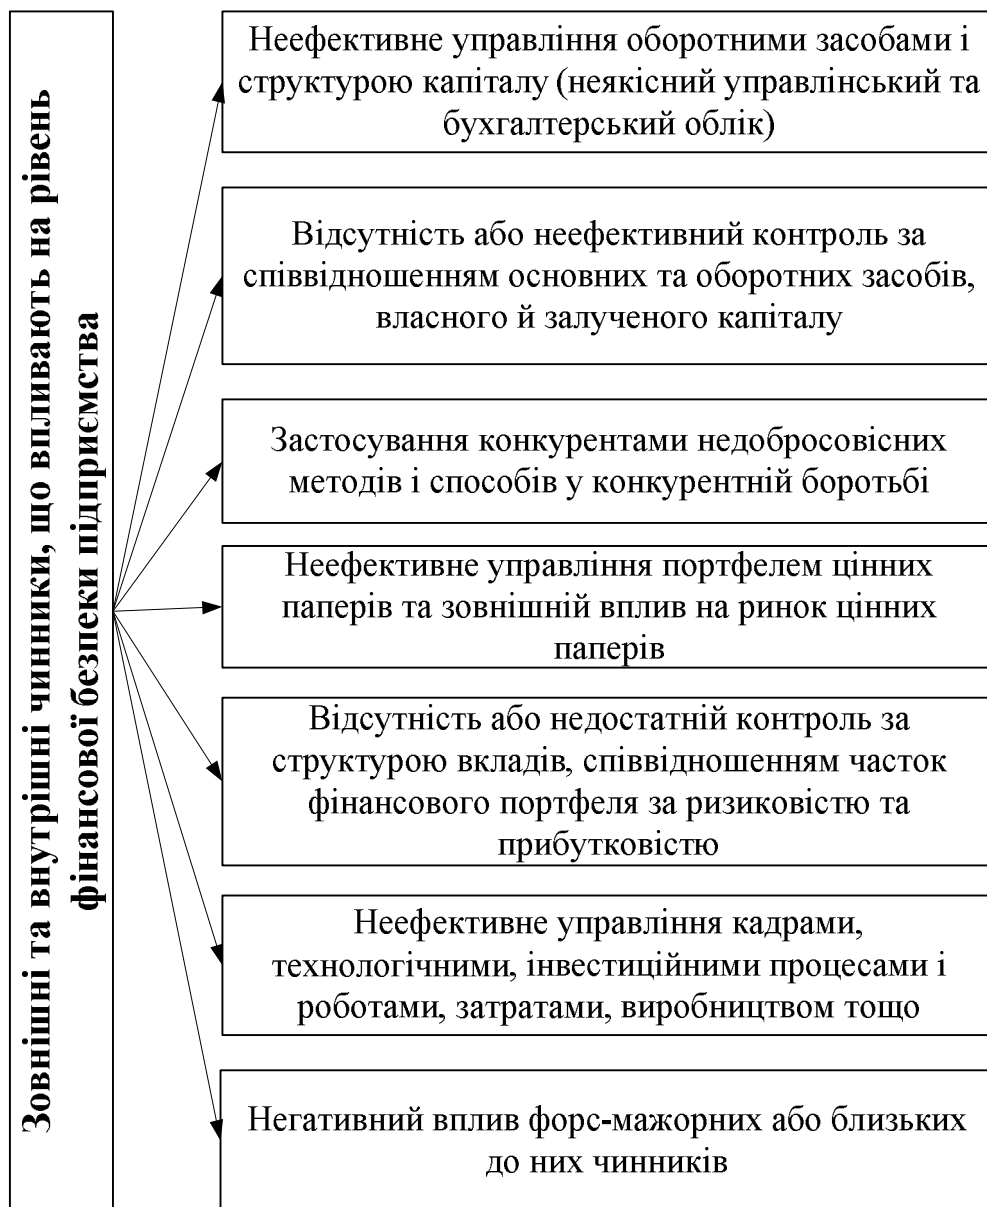 Зовнішні та внутрішні чинники, що впливають на рівень
фінансової безпеки підприємства
Неефективне управління оборотними засобами і
структурою капіталу (неякісний управлінський та
бухгалтерський облік)
Відсутність або неефективний контроль за
співвідношенням основних та оборотних засобів,
власного й залученого капіталу
Застосування конкурентами недобросовісних
методів і способів у конкурентній боротьбі
Неефективне управління портфелем цінних
паперів та зовнішній вплив на ринок цінних
паперів
Відсутність або недостатній контроль за
структурою вкладів, співвідношенням часток
фінансового портфеля за ризиковістю та
прибутковістю
Неефективне управління кадрами,
технологічними, інвестиційними процесами і
роботами, затратами, виробництвом тощо
Негативний вплив форс-мажорних або близьких
до них чинників